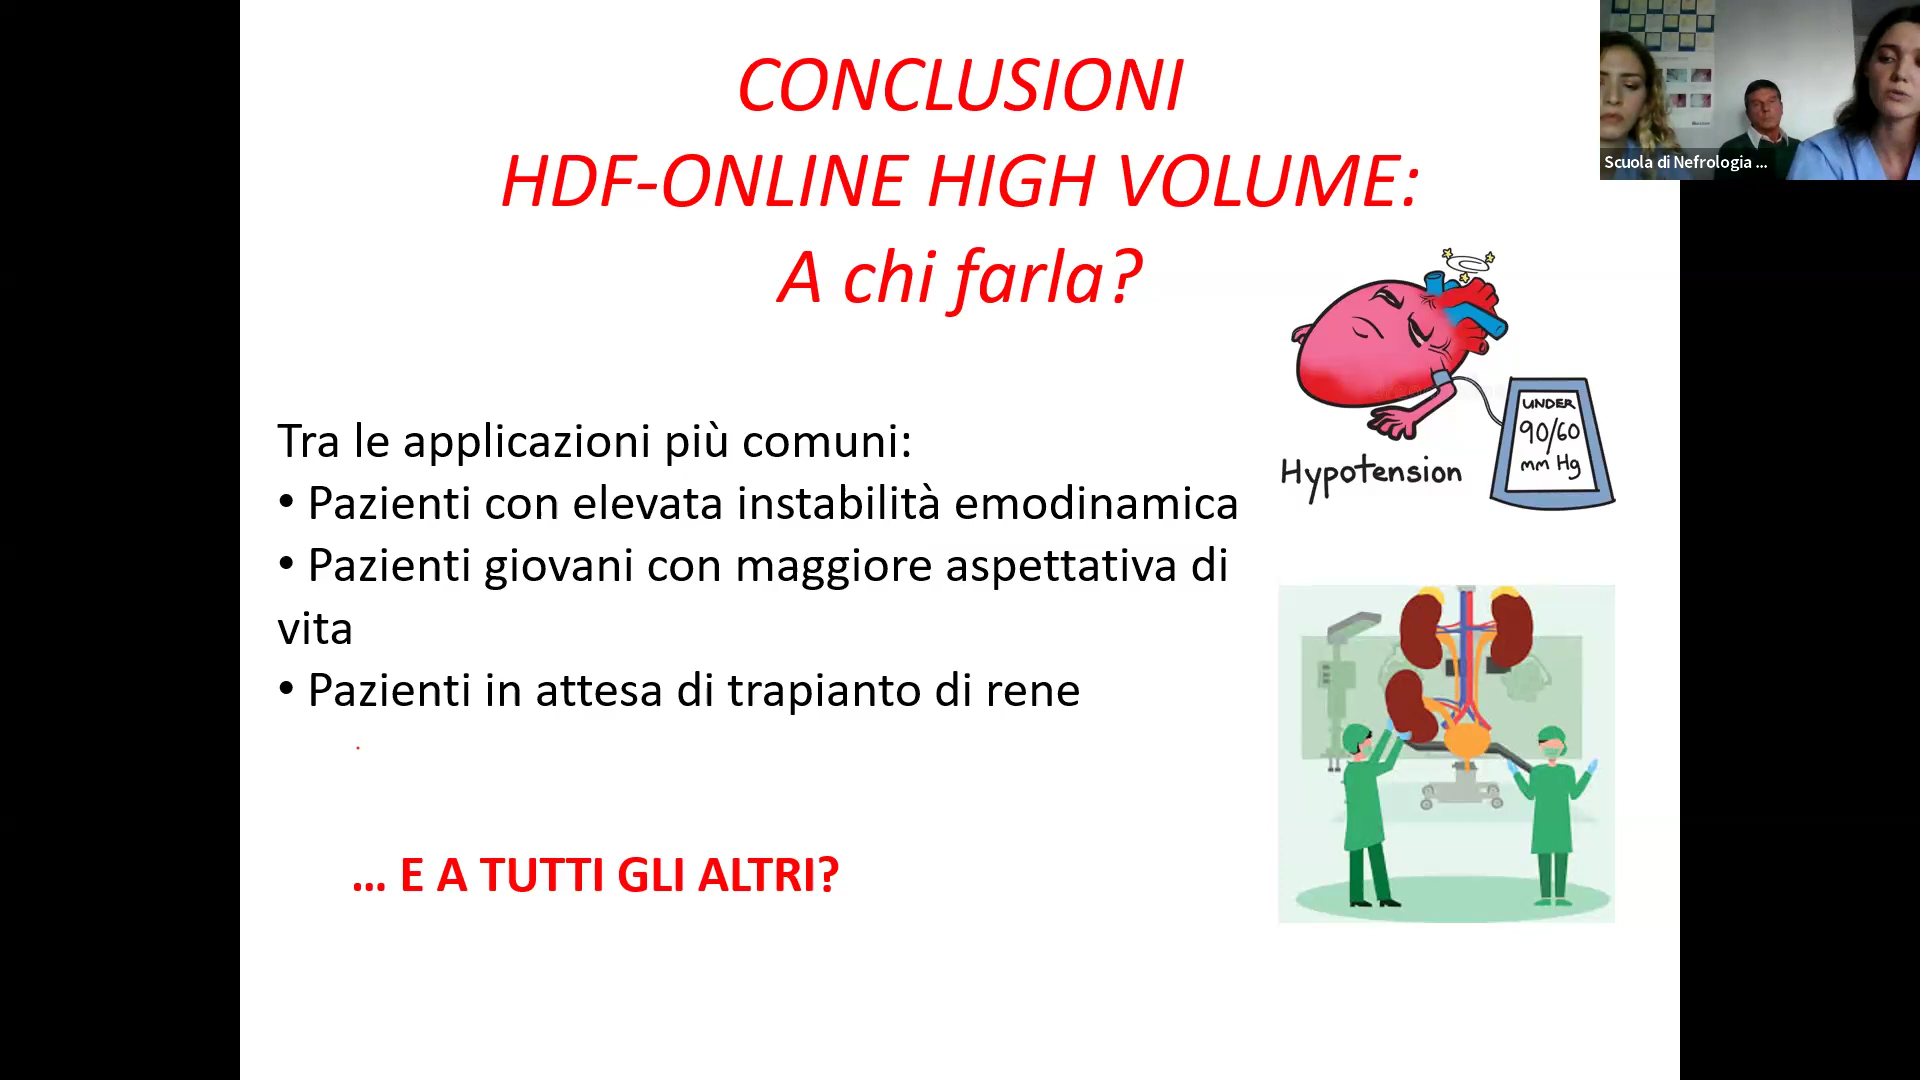 CONCLUSIONI
HDF-ONLINE HIGH VOLUME:
A chi farla?
Scuola di Nefrologia ...
UNDER
90/60
mm Hg
Hypotension
Tra le applicazioni più comuni:
• Pazienti con elevata instabilità emodinamica
• Pazienti giovani con maggiore aspettativa di
vita
• Pazienti in attesa di trapianto di rene
... E A TUTTI GLI ALTRI?